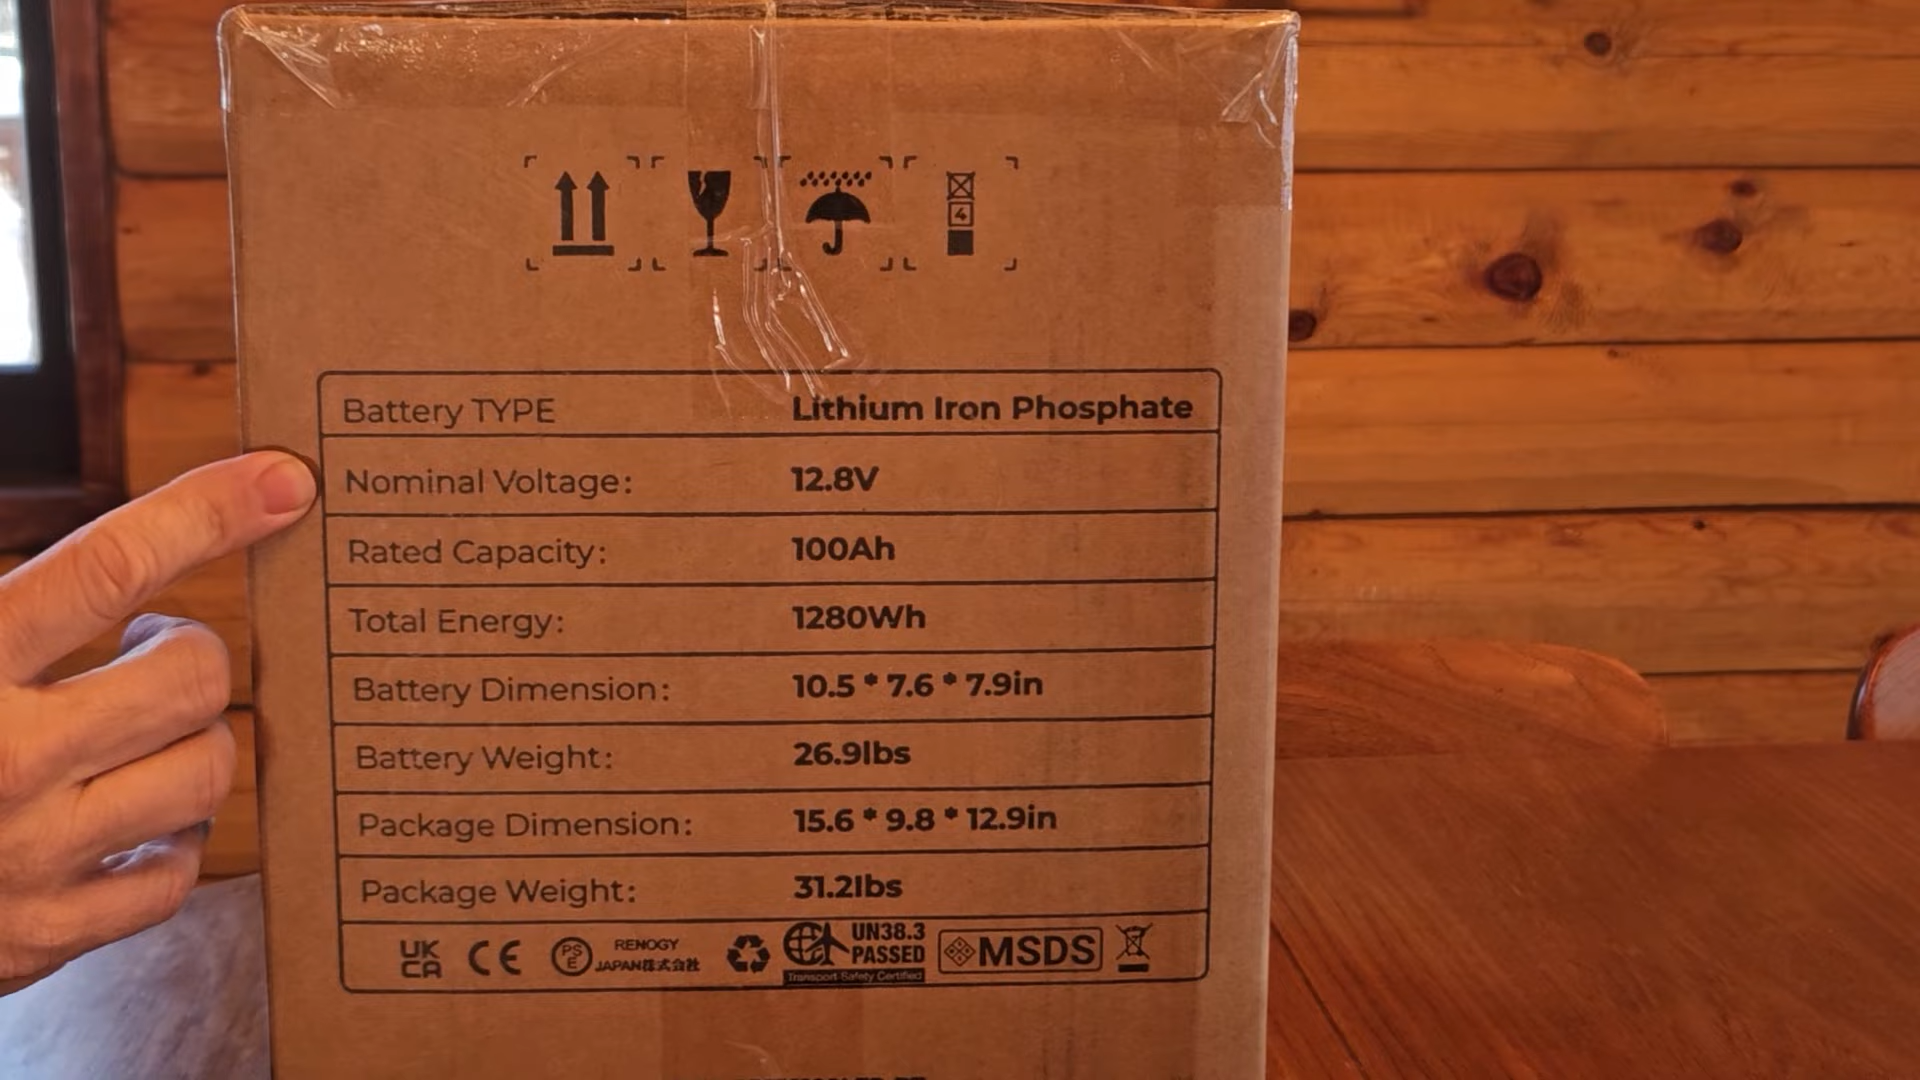 4
Battery TYPE Lithium Iron Phosphate
Nominal Voltage: 12.8V
Rated Capacity: 100Ah
Total Energy: 1280Wh
Battery Dimension: 10.5 * 7.6 * 7.9in
Battery Weight: 26.9lbs
Package Dimension: 15.6 * 9.8 * 12.9in
Package Weight: 31.2lbs
UK CA CE PS E RENOGY
JAPAN株式会社
UN38.3
PASSED
Transport Safety Certified
MSDS